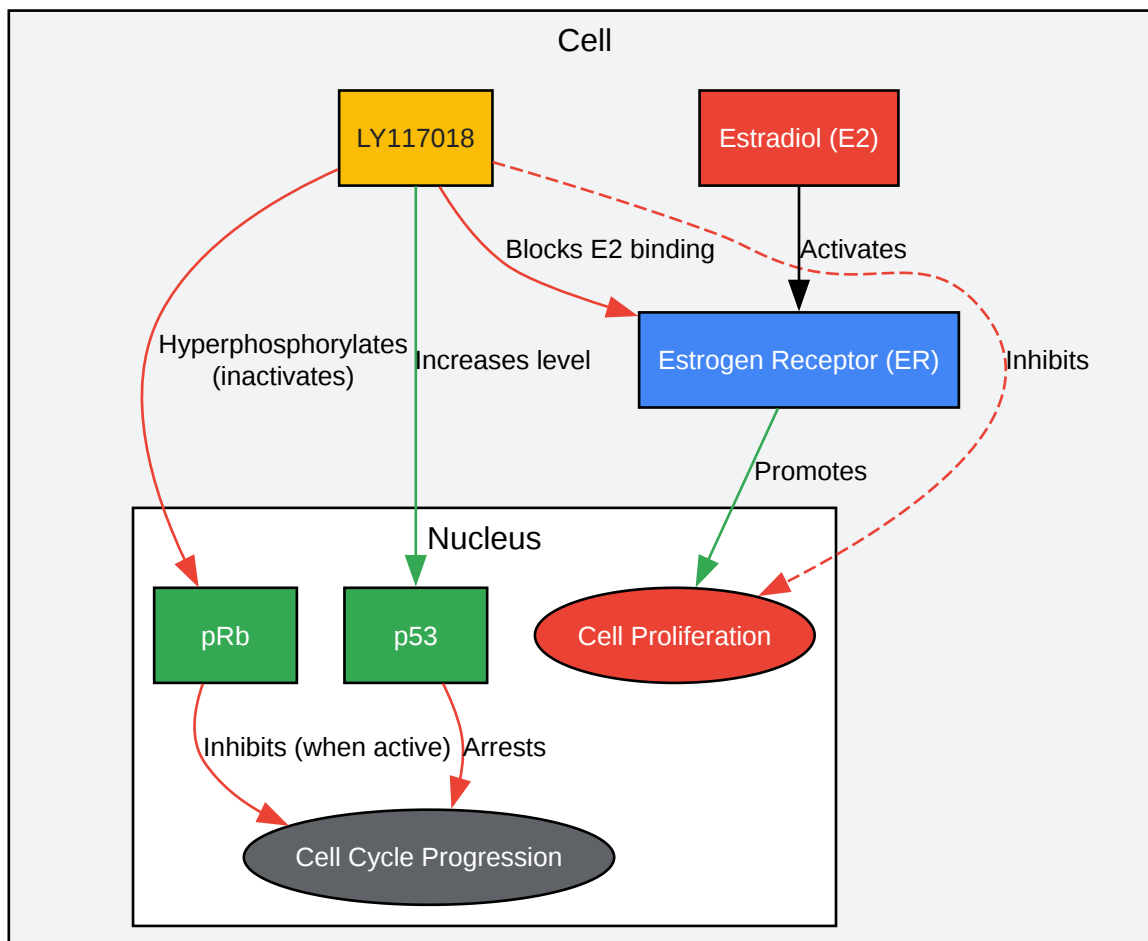 Cell
LY117018
Estradiol (E2)
Blocks E2 binding
Activates
Hyperphosphorylates
(inactivates)
Increases level
Estrogen Receptor (ER)
Inhibits
Promotes
Nucleus
pRb
p53
Cell Proliferation
Inhibits (when active)
Arrests
Cell Cycle Progression